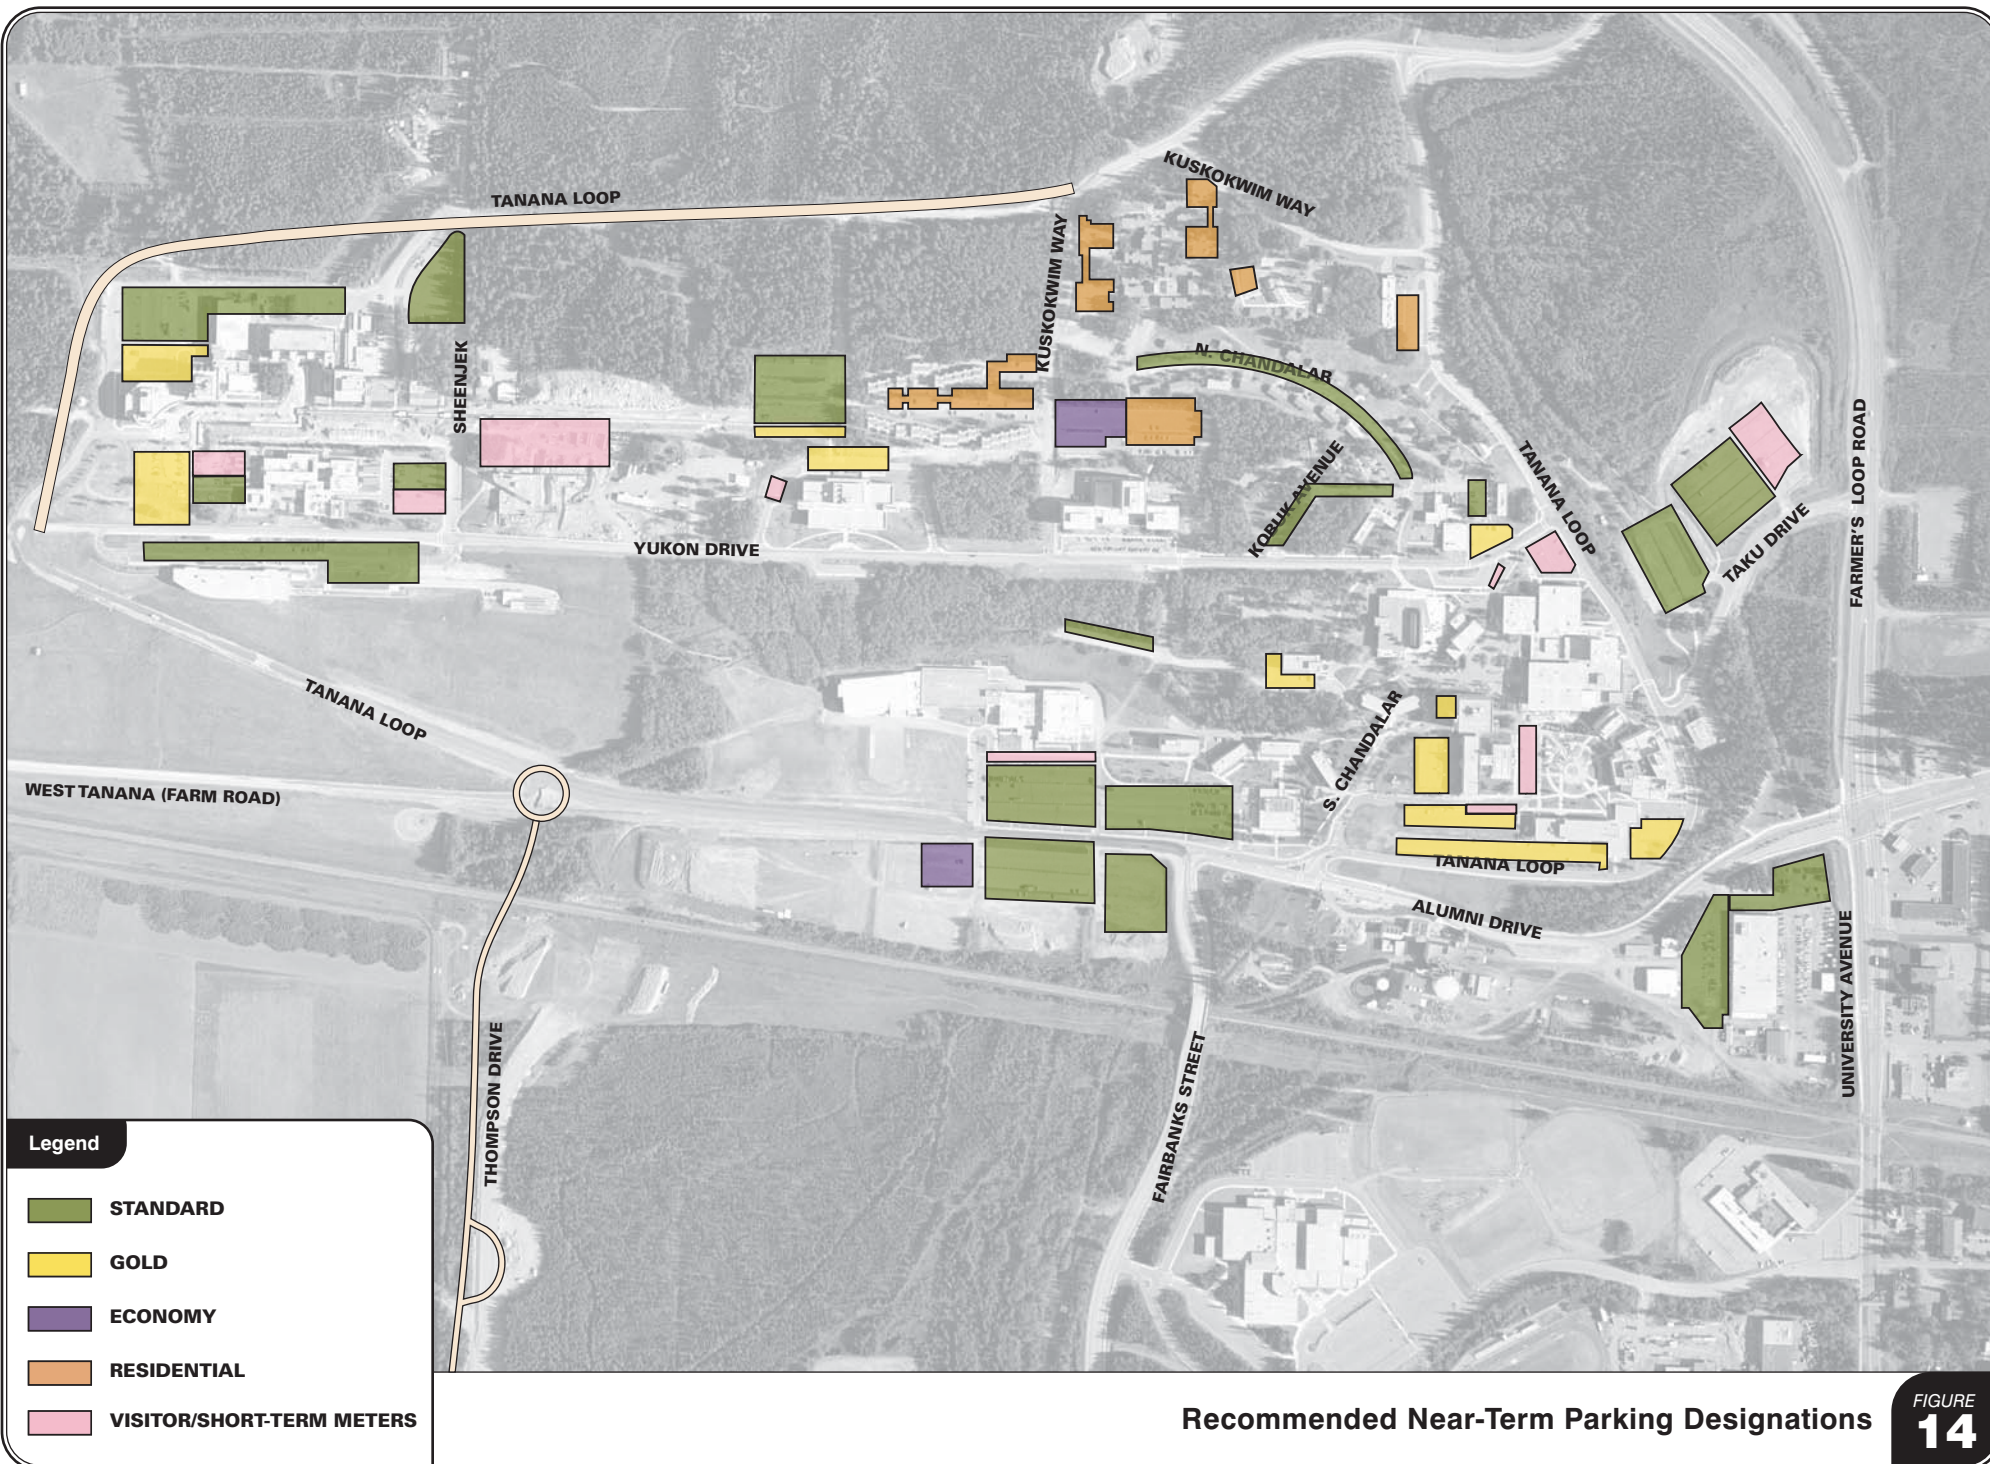 KUSKOKWIM WAY
TANANA LOOP
KUSKOKWIM WAY
SHEENJEK
N. CHANDALAR
KOBUK AVENUE
TANANA LOOP
FARMER'S LOOP ROAD
TAKU DRIVE
YUKON DRIVE
TANANA LOOP
S. CHANDALAR
WEST TANANA (FARM ROAD)
TANANA LOOP
ALUMNI DRIVE
UNIVERSITY AVENUE
THOMPSON DRIVE
FAIRBANKS STREET
Legend
STANDARD
GOLD
ECONOMY
RESIDENTIAL
VISITOR/SHORT-TERM METERS
Recommended Near-Term Parking Designations
FIGURE
14